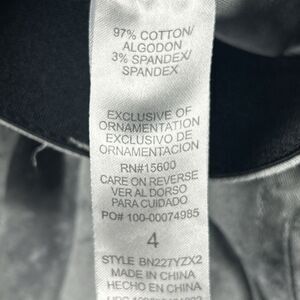 97% COTTON/
ALGODON
3% SPANDEX/
SPANDEX
EXCLUSIVE OF
ORNAMENTATION
EXCLUSIVO DE
ORNAMENTACION
RN#15600
CARE ON REVERSE
VER AL DORSO
PARA CUIDADO
PO# 100-00074985
4
STYLE BN227YZX2
MADE IN CHINA
HECHO EN CHINA